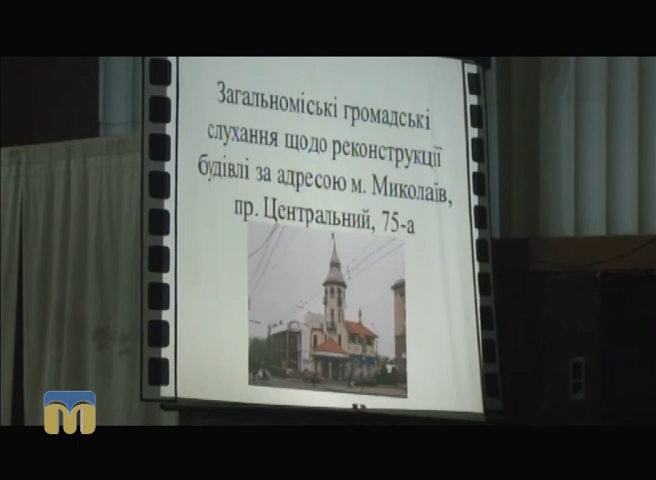 Загальноміські громадські
слухання щодо реконструкції
будівлі за адресою м. Миколаїв,
пр. Центральний, 75-а